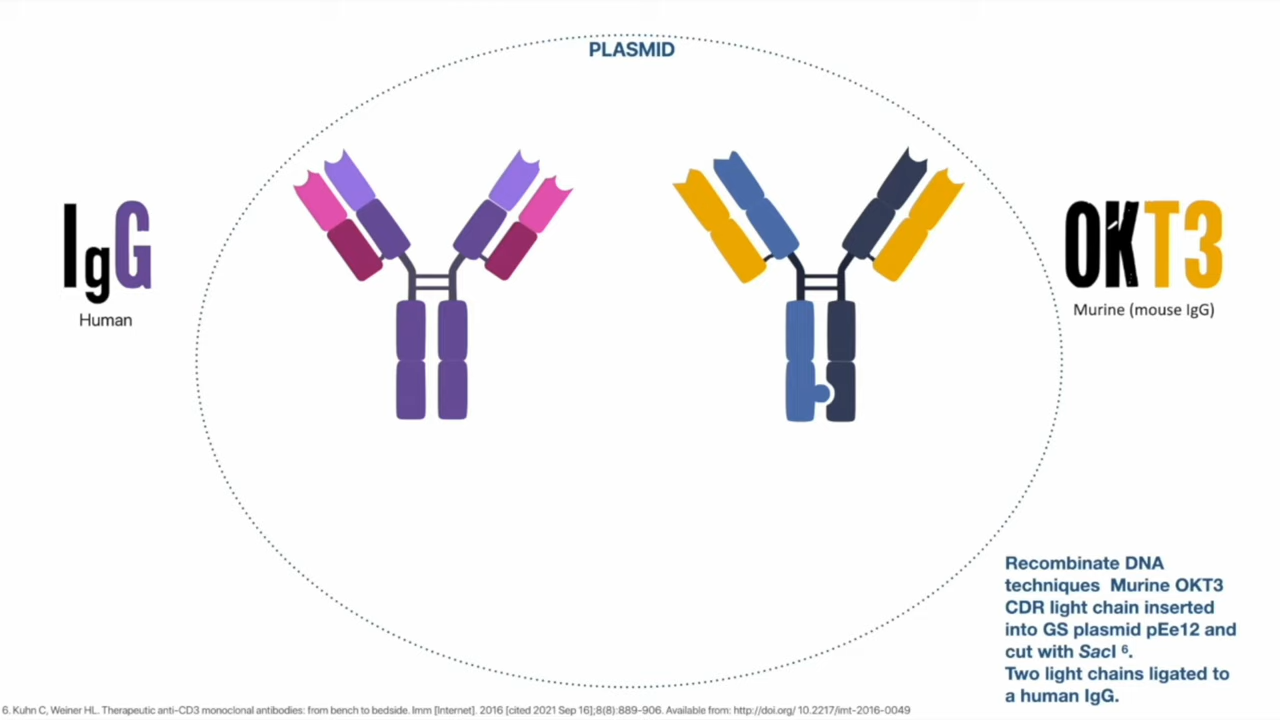 PLASMID
IgG
Human
OKT3
Murine (mouse IgG)
Recombinate DNA
techniques Murine OKT3
CDR light chain inserted
into GS plasmid pEe12 and
cut with SacI ⁶.
Two light chains ligated to
a human IgG.
6. Kuhn C, Weiner HL. Therapeutic anti-CD3 monoclonal antibodies: from bench to bedside. Imm [Internet]. 2016 [cited 2021 Sep 16];8(8):889–906. Available from: http://doi.org/ 10.2217/imt-2016-0049